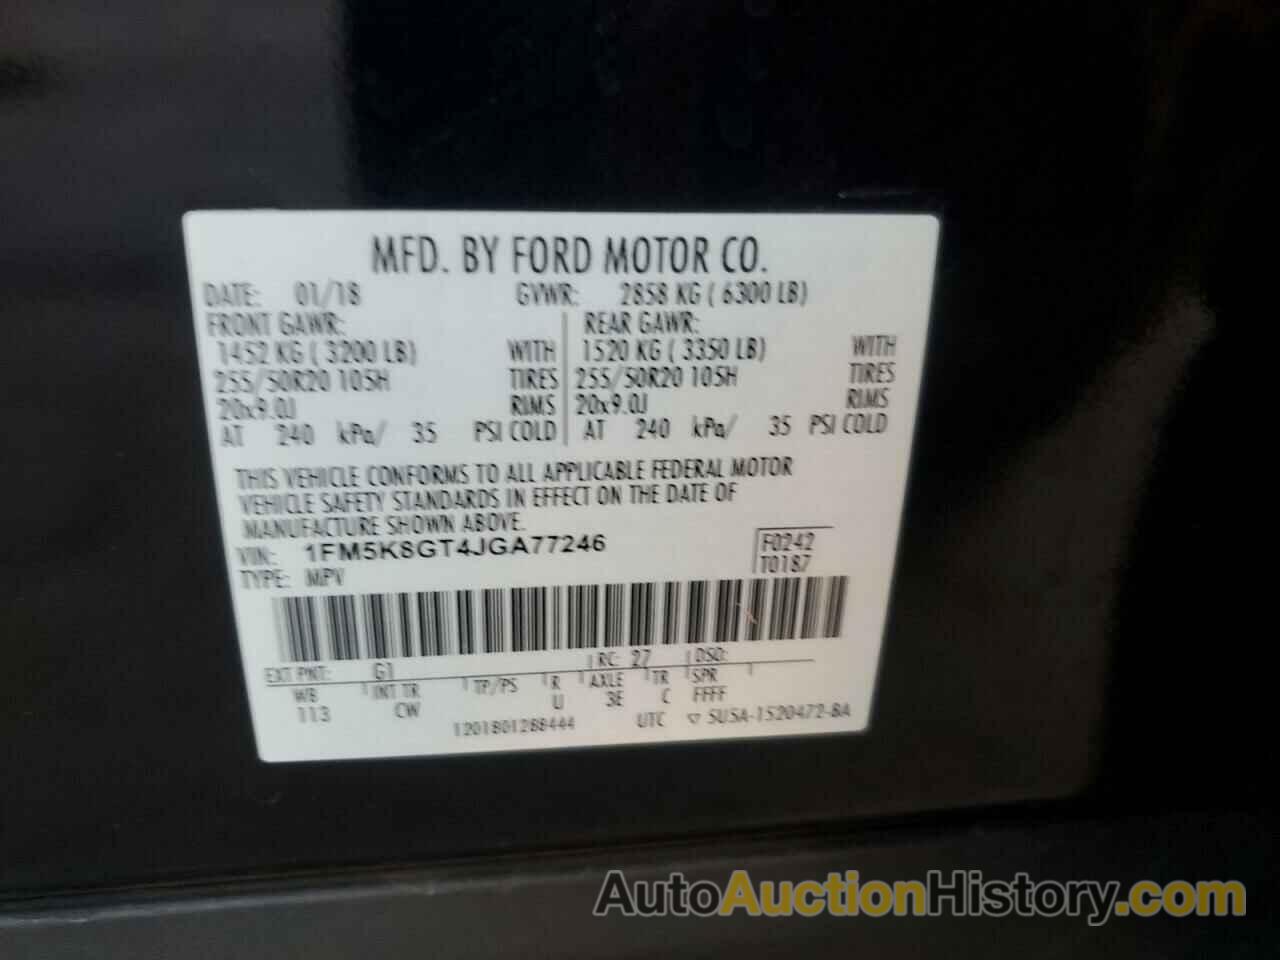 MFD. BY FORD MOTOR CO.
DATE: 01/18 GVWR: 2858 KG ( 6300 LB)
FRONT GAWR: REAR GAWR:
1452 KG ( 3200 LB) WITH 1520 KG ( 3350 LB) WITH
255/50R20 105H TIRES 255/50R20 105H TIRES
20x9.0J RIMS 20x9.0J RIMS
AT 240 kPa/ 35 PSI COLD AT 240 kPa/ 35 PSI COLD
THIS VEHICLE CONFORMS TO ALL APPLICABLE FEDERAL MOTOR
VEHICLE SAFETY STANDARDS IN EFFECT ON THE DATE OF
MANUFACTURE SHOWN ABOVE.
VIN: 1FM5K8GT4JGA77246 F0242
TYPE: MPV T0187
EXT PNT: G1 RC: 27 DSO:
WB INT TR TP/PS R AXLE TR SPR
113 CW U 3E C FFFF
1201801288444 UTC ▽ 5U5A-1520472-BA
AutoAuctionHistory.com